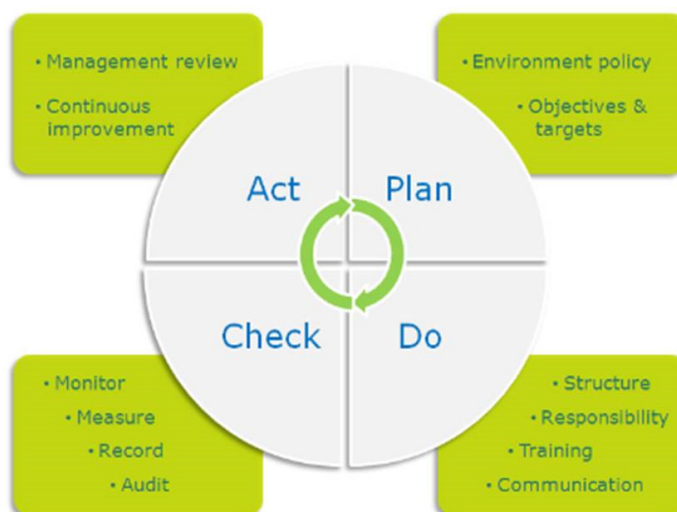 • Management review
• Continuous
improvement
• Environment policy
• Objectives &
targets
Act
Plan
Check
Do
• Monitor
• Measure
• Record
• Audit
• Structure
• Responsibility
• Training
• Communication